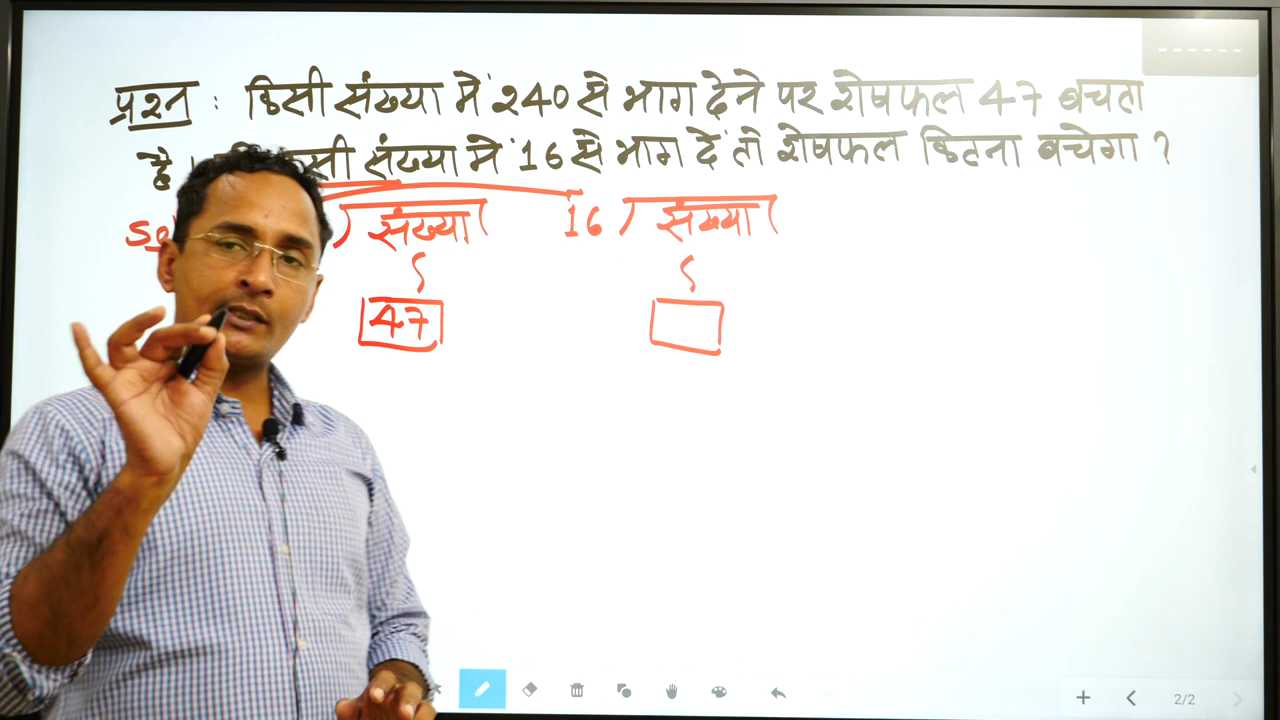 प्रश्न : किसी संख्या में 240 से भाग देने पर शेषफल 47 बचता
है। संख्या में 16 से भाग दें तो शेषफल कितना बचेगा ?
संख्या 16 संख्या
47
2/2